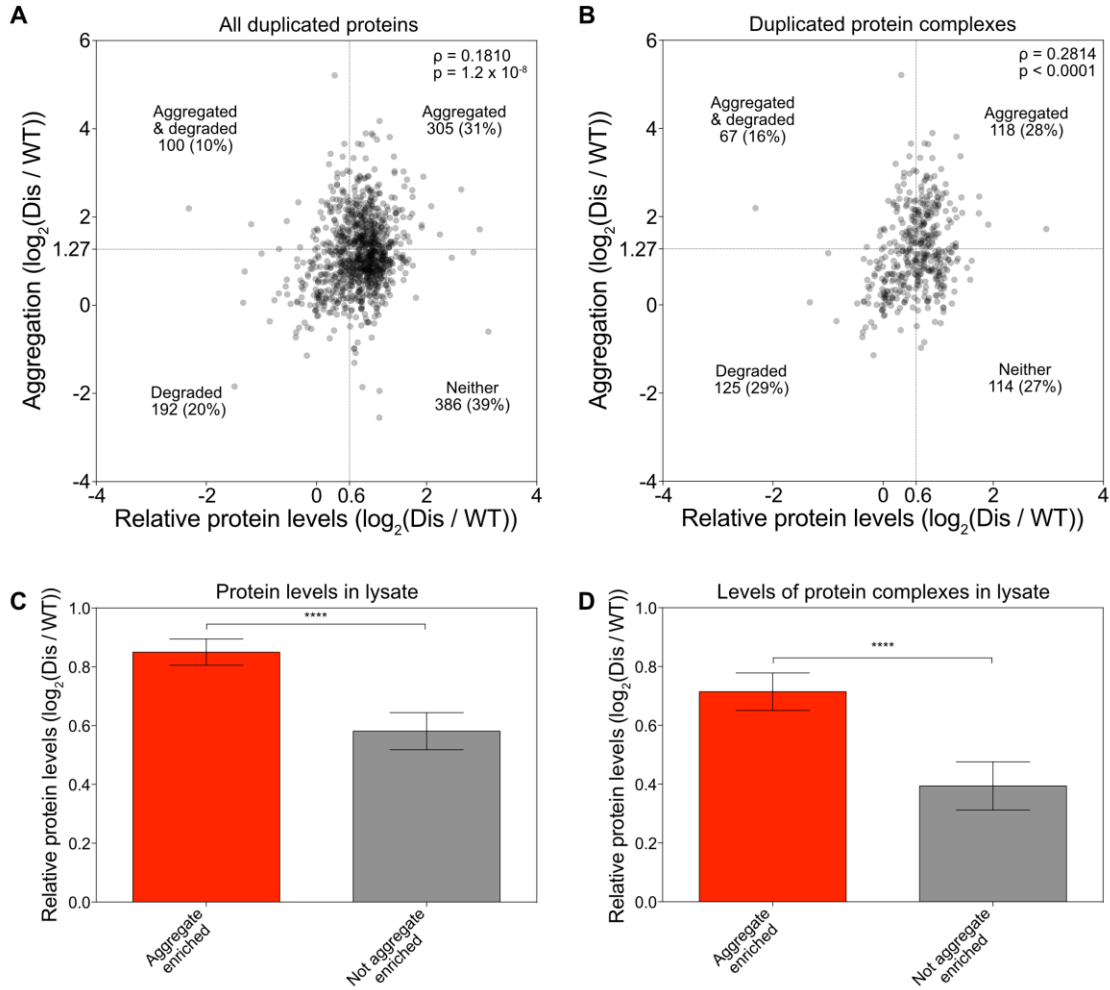 A
All duplicated proteins
ρ = 0.1810
p = 1.2 x 10⁻⁸
Aggregated
& degraded
100 (10%)
Aggregated
305 (31%)
Degraded
192 (20%)
Neither
386 (39%)
6
4
2
1.27
0
-2
-4
Aggregation (log₂(Dis / WT))
-4
-2
0
0.6
2
4
Relative protein levels (log₂(Dis / WT))
B
Duplicated protein complexes
ρ = 0.2814
p < 0.0001
Aggregated
& degraded
67 (16%)
Aggregated
118 (28%)
Degraded
125 (29%)
Neither
114 (27%)
6
4
2
1.27
0
-2
-4
Aggregation (log₂(Dis / WT))
-4
-2
0
0.6
2
4
Relative protein levels (log₂(Dis / WT))
C
Protein levels in lysate
****
1.0
0.8
0.6
0.4
0.2
0.0
Relative protein levels (log₂(Dis / WT))
Aggregate
enriched
Not aggregate
enriched
D
Levels of protein complexes in lysate
****
1.0
0.8
0.6
0.4
0.2
0.0
Relative protein levels (log₂(Dis / WT))
Aggregate
enriched
Not aggregate
enriched